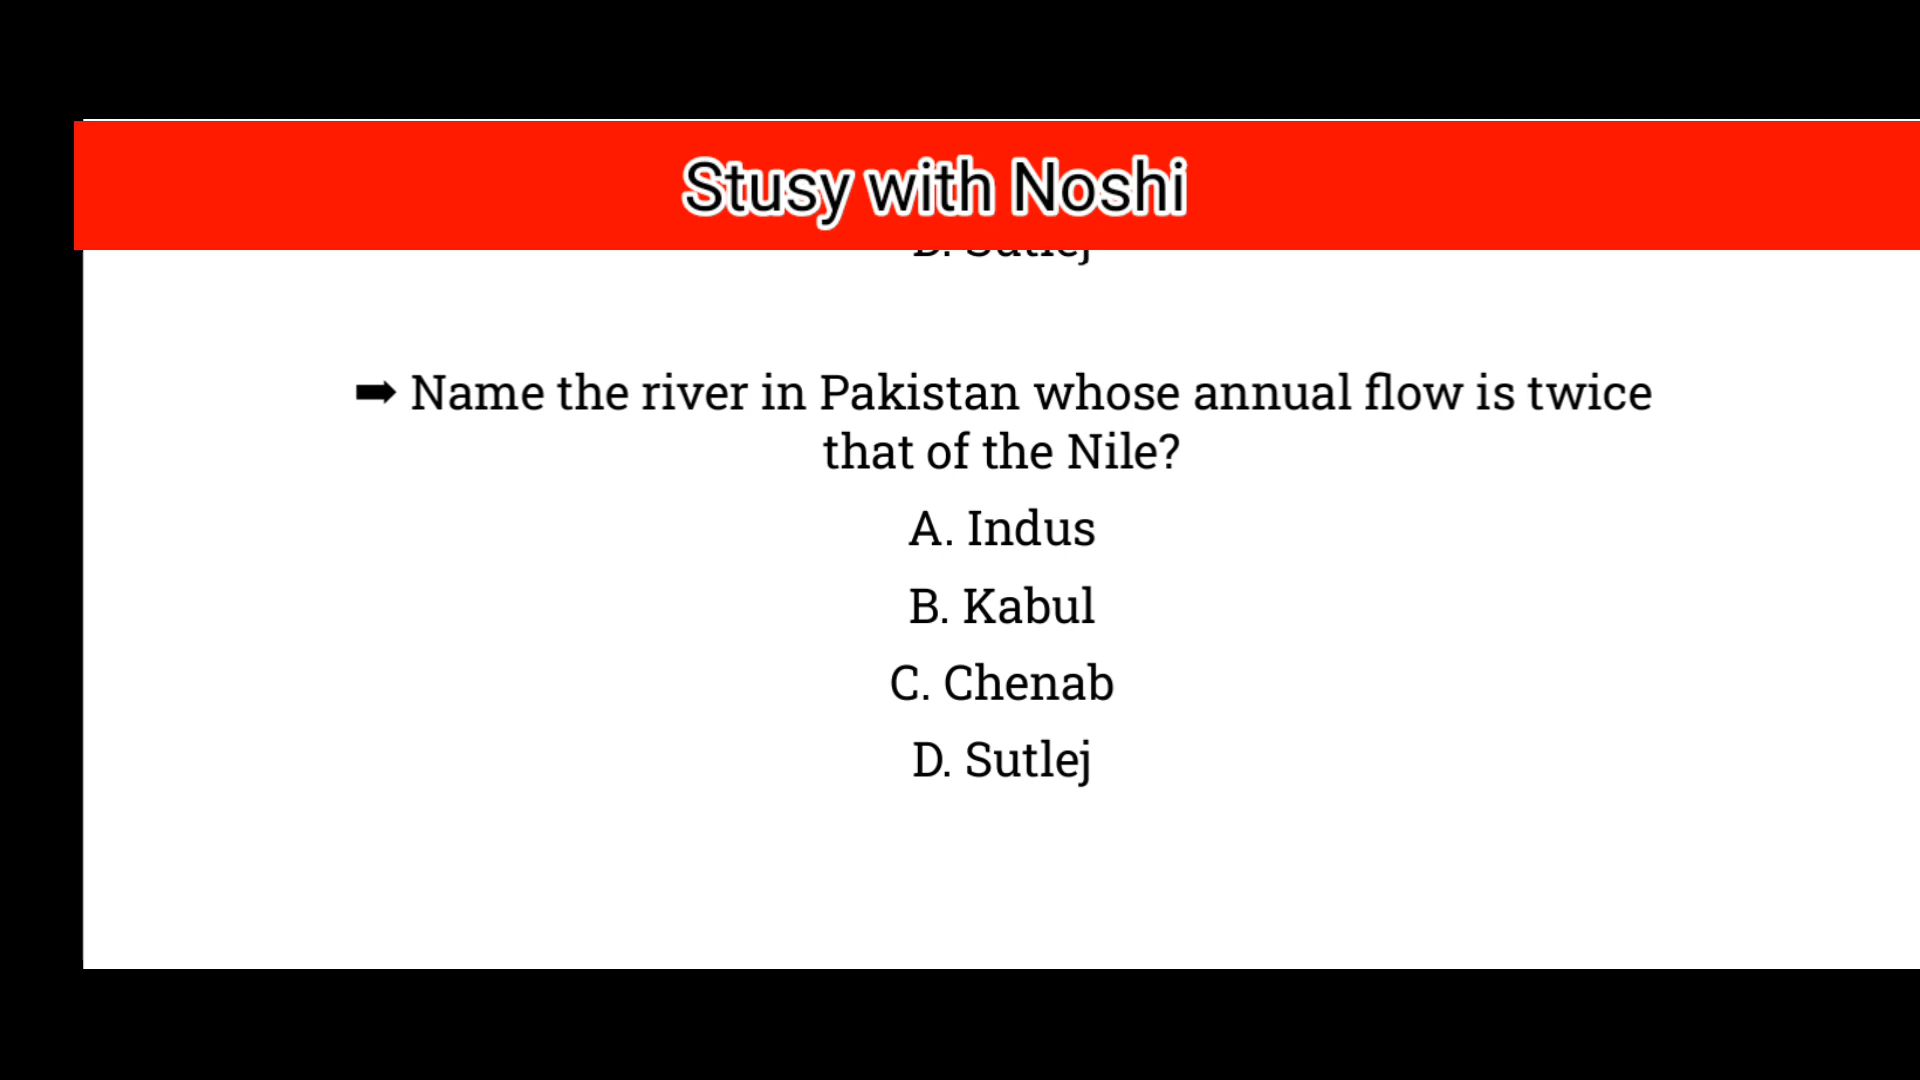 Stusy with Noshi
D. Sutlej
➡ Name the river in Pakistan whose annual flow is twice
that of the Nile?
A. Indus
B. Kabul
C. Chenab
D. Sutlej